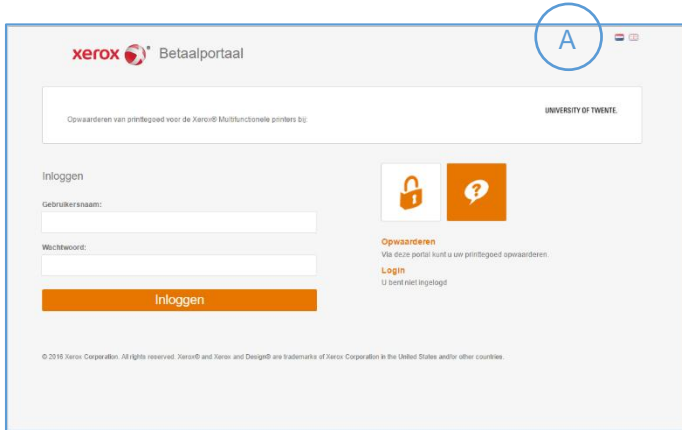 A
xerox Betaalportaal
Opwaarderen van printtegoed voor de Xerox® Multifunctionele printers bij:
UNIVERSITY OF TWENTE.
Inloggen
Gebruikersnaam:
Wachtwoord:
Inloggen
?
Opwaarderen
Via deze portal kunt u uw printtegoed opwaarderen.
Login
U bent niet ingelogd
© 2016 Xerox Corporation. All rights reserved. Xerox® and Xerox and Design® are trademarks of Xerox Corporation in the United States and/or other countries.